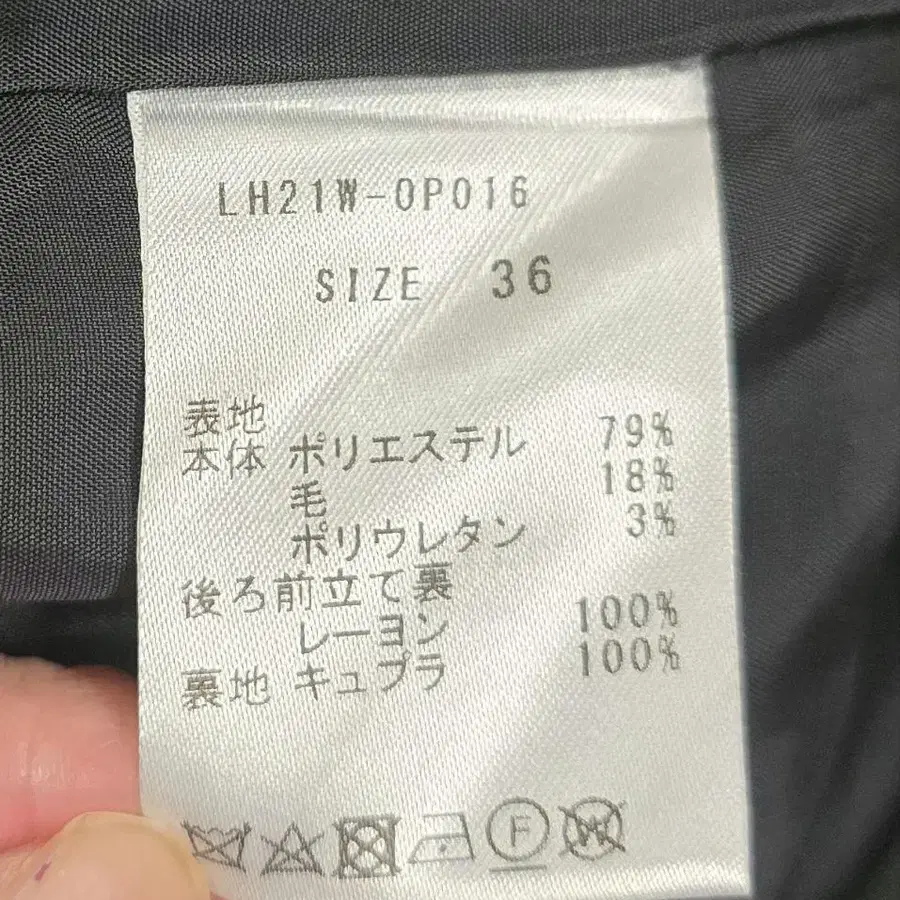 LH21W-OP016
SIZE 36
表地
本体 ポリエステル 79%
毛 18%
ポリウレタン 3%
後ろ前立て裏
レーヨン 100%
裏地 キュプラ 100%
F W